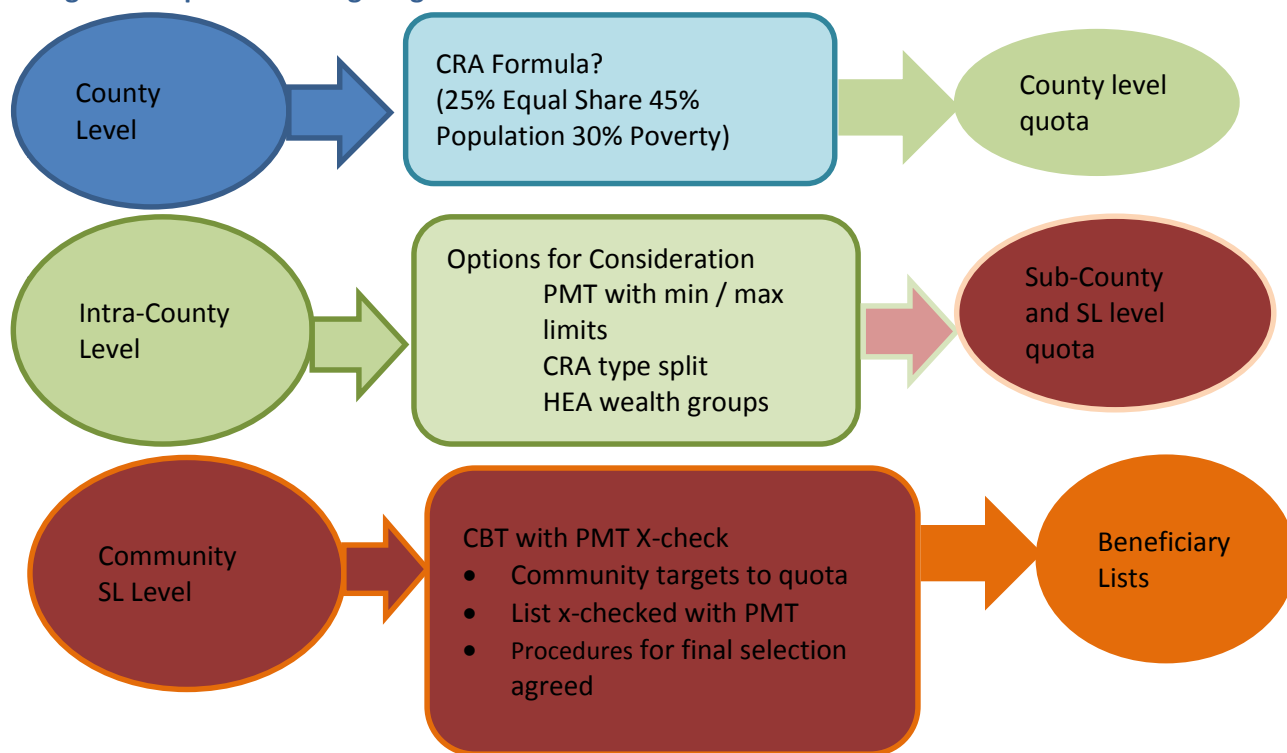 County
Level
CRA Formula?
(25% Equal Share 45%
Population 30% Poverty)
County level
quota
Intra-County
Level
Options for Consideration
PMT with min / max
limits
CRA type split
HEA wealth groups
Sub-County
and SL level
quota
Community
SL Level
CBT with PMT X-check
• Community targets to quota
• List x-checked with PMT
• Procedures for final selection
agreed
Beneficiary
Lists